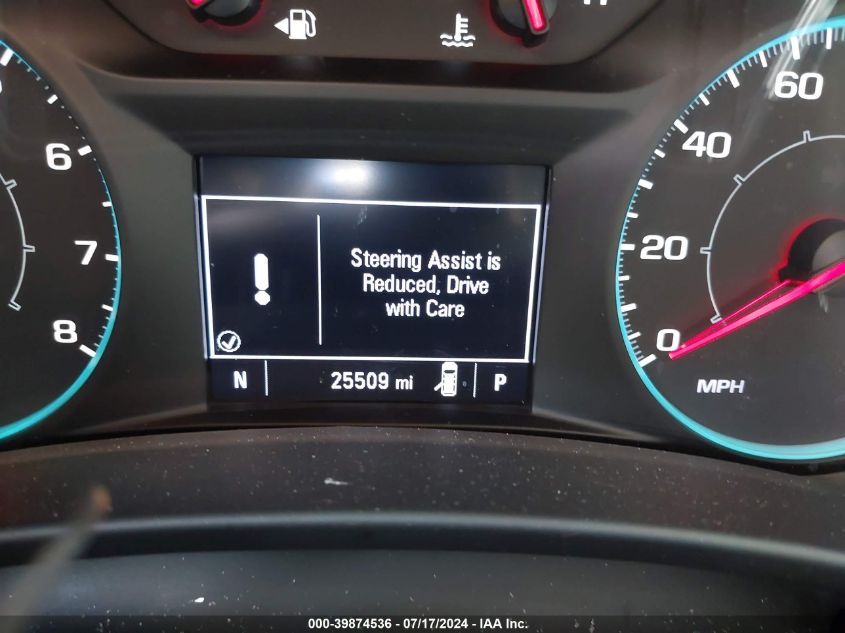 6
7
8
Steering Assist is
Reduced, Drive
with Care
N 25509 mi P
60
40
20
0
MPH
000-39874536 - 07/17/2024 - IAA Inc.